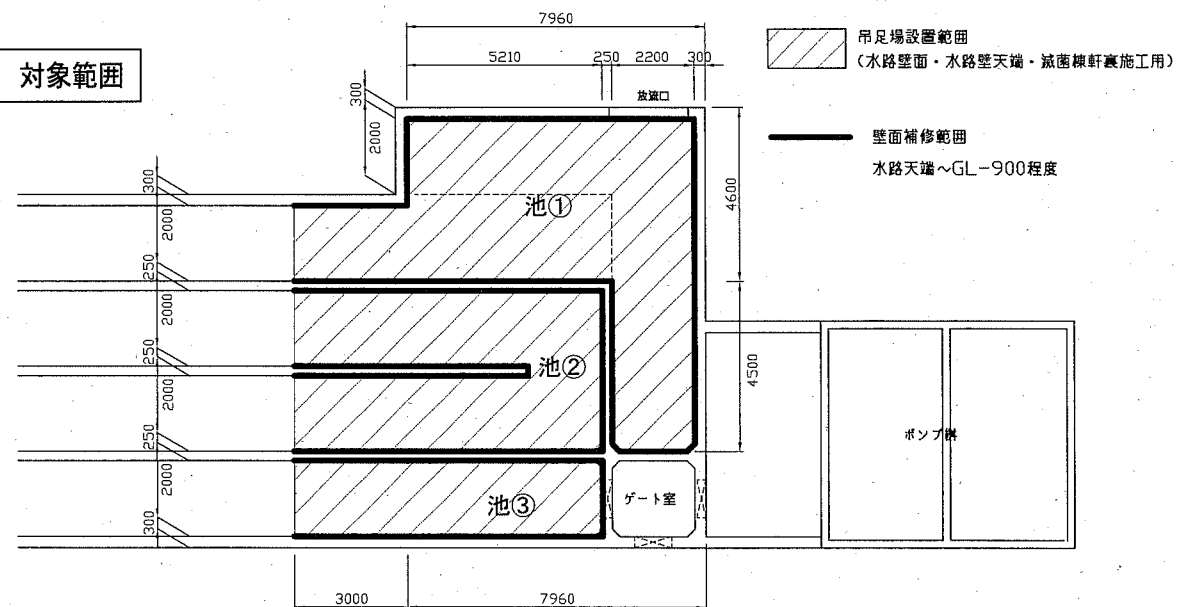 対象範囲
7960
5210
250
2200
300
放流口
吊足場設置範囲
(水路壁面・水路壁天端・滅菌棟軒裏施工用)
壁面補修範囲
水路天端～GL-900程度
300
2000
300
2000
250
2000
250
2000
250
2000
300
4600
4500
池①
池②
池③
ゲート室
ポンプ桝
3000
7960